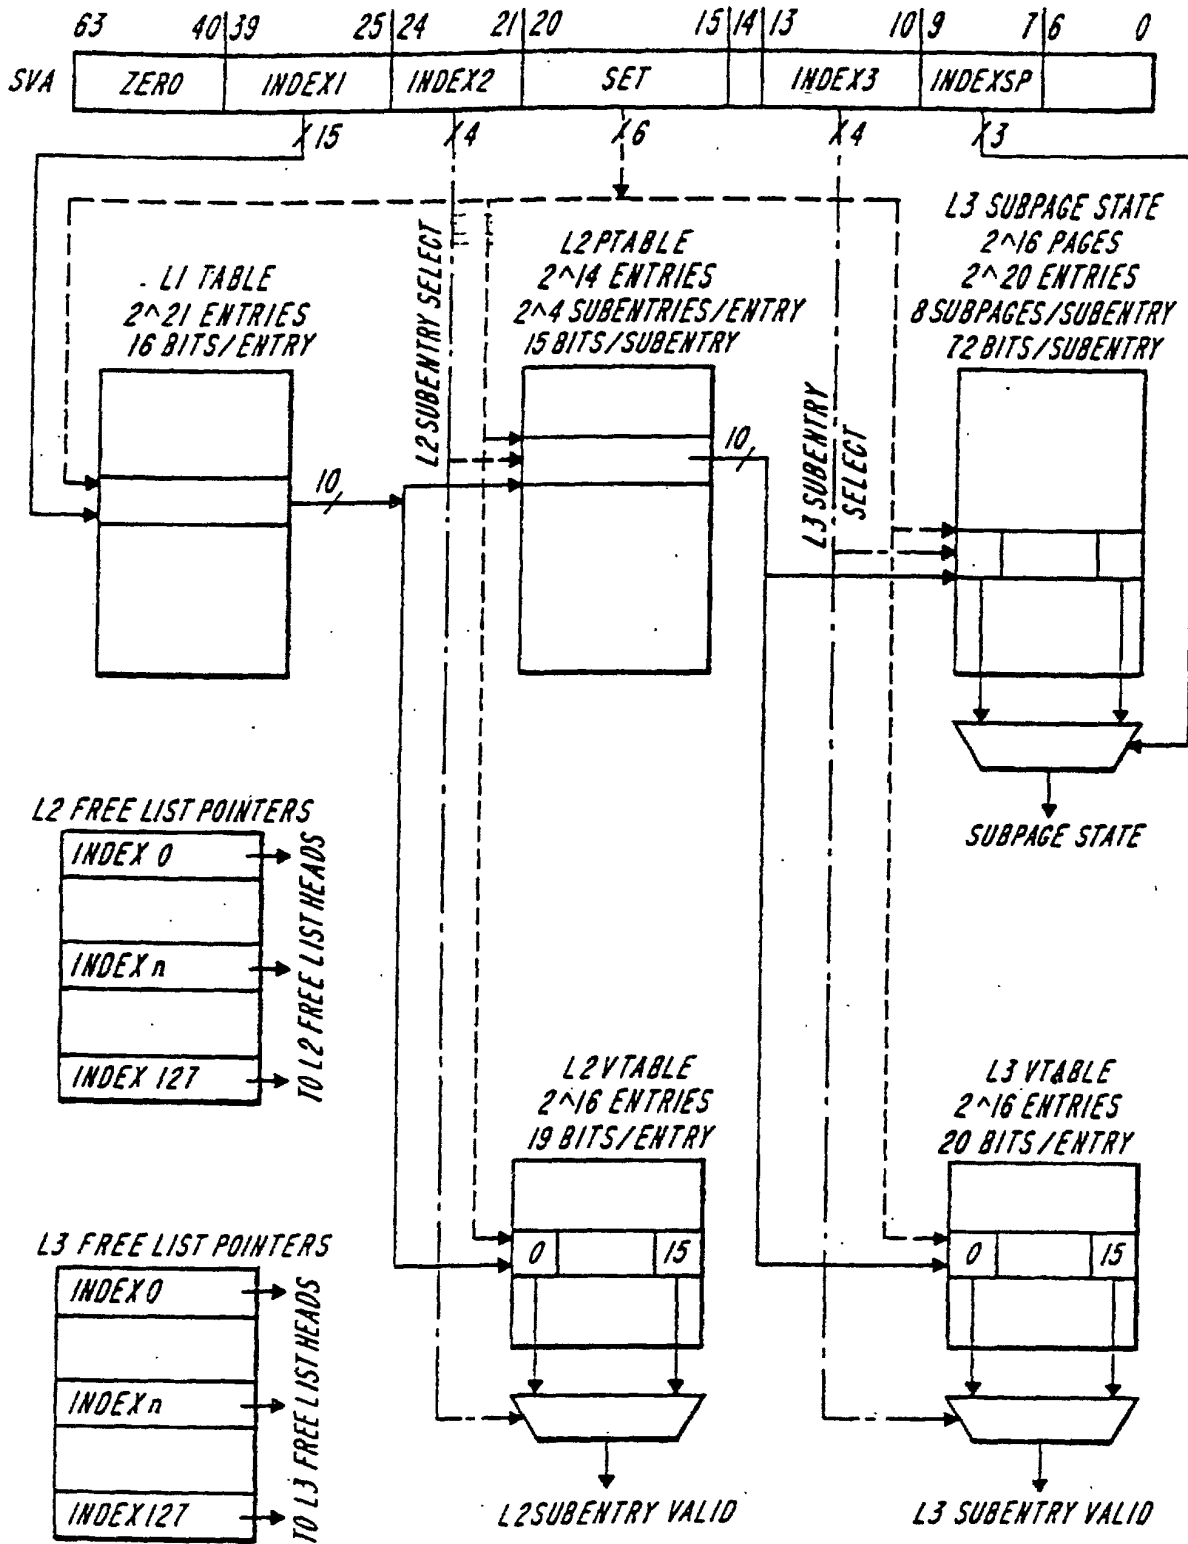 63 40 39 25 24 21 20 15 14 13 10 9 7 6 0
SVA ZERO INDEX1 INDEX2 SET INDEX3 INDEXSP
15 4 6 4 3
L1 TABLE
2^21 ENTRIES
16 BITS/ENTRY
10
L2 SUBENTRY SELECT
L2 PTABLE
2^14 ENTRIES
2^4 SUBENTRIES/ENTRY
15 BITS/SUBENTRY
10
L3 SUBENTRY
SELECT
L3 SUBPAGE STATE
2^16 PAGES
2^20 ENTRIES
8 SUBPAGES/SUBENTRY
72 BITS/SUBENTRY
SUBPAGE STATE
L2 FREE LIST POINTERS
INDEX 0
INDEX n
INDEX 127
TO L2 FREE LIST HEADS
L2 VTABLE
2^16 ENTRIES
19 BITS/ENTRY
0 15
L2 SUBENTRY VALID
L3 VTABLE
2^16 ENTRIES
20 BITS/ENTRY
0 15
L3 SUBENTRY VALID
L3 FREE LIST POINTERS
INDEX 0
INDEX n
INDEX 127
TO L3 FREE LIST HEADS